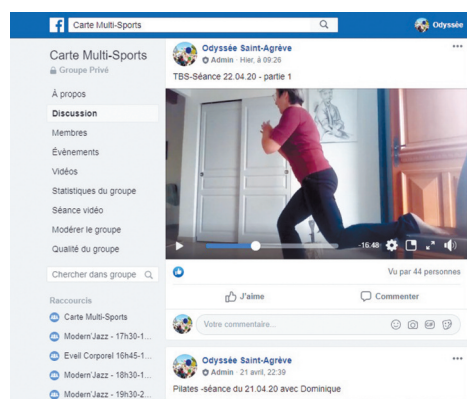 Carte Multi-Sports
Odyssée
Carte Multi-Sports
Groupe Privé
À propos
Discussion
Membres
Évènements
Vidéos
Statistiques du groupe
Séance vidéo
Modérer le groupe
Qualité du groupe
Chercher dans groupe
Raccourcis
Carte Multi-Sports
Modern'Jazz - 17h30-1...
Eveil Corporel 16h45-1...
Modern'Jazz - 18h30-1...
Modern'Jazz - 19h30-2...
Odyssée Saint-Agrève
Admin · Hier, à 09:26
TBS-Séance 22.04.20 - partie 1
-16:48
Vu par 44 personnes
J'aime
Commenter
Votre commentaire...
GIF
Odyssée Saint-Agrève
Admin · 21 avril, 22:39
Pilates -séance du 21.04.20 avec Dominique